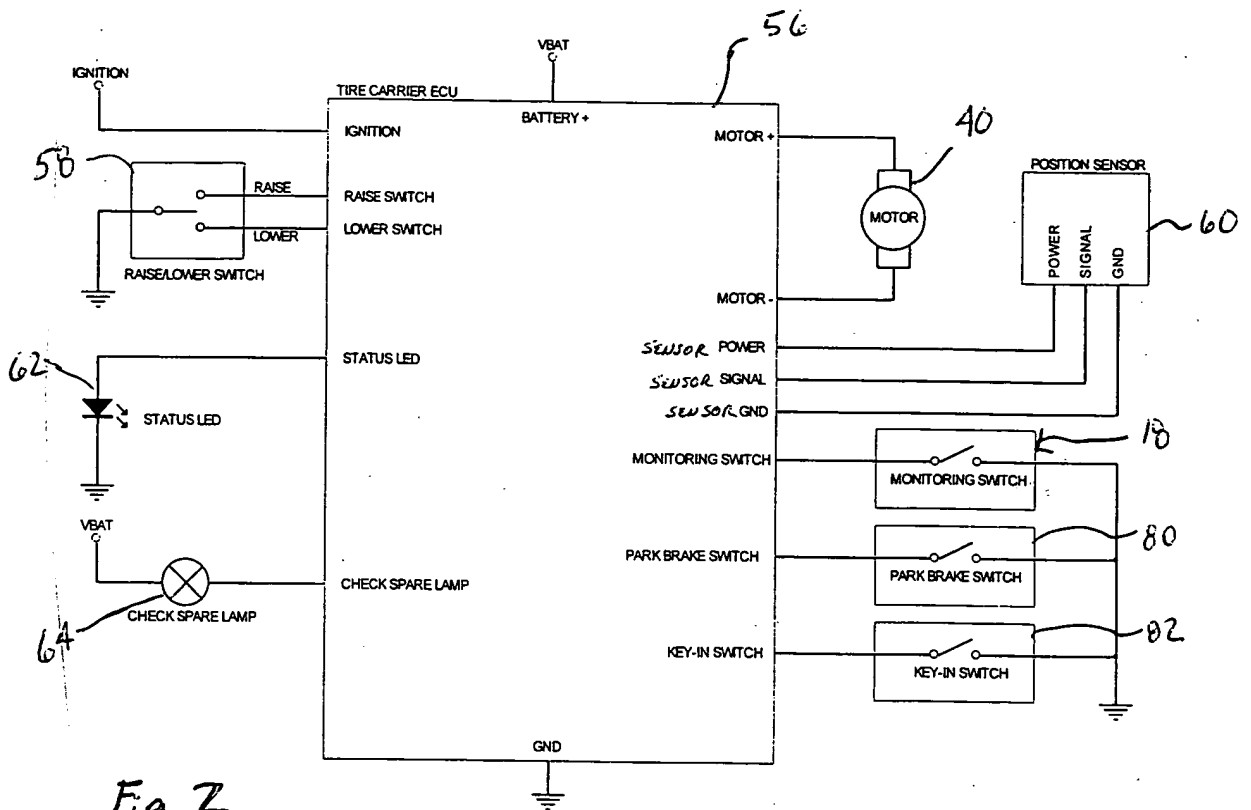 56
VBAT
IGNITION
TIRE CARRIER ECU
BATTERY +
IGNITION
MOTOR +
40
58
POSITION SENSOR
RAISE
RAISE SWITCH
MOTOR
60
LOWER
LOWER SWITCH
POWER
SIGNAL
GND
RAISE/LOWER SWITCH
MOTOR -
62
STATUS LED
SENSOR POWER
SENSOR SIGNAL
STATUS LED
SENSOR GND
18
MONITORING SWITCH
MONITORING SWITCH
VBAT
80
PARK BRAKE SWITCH
PARK BRAKE SWITCH
CHECK SPARE LAMP
CHECK SPARE LAMP
64
82
KEY-IN SWITCH
KEY-IN SWITCH
GND
Fig 2